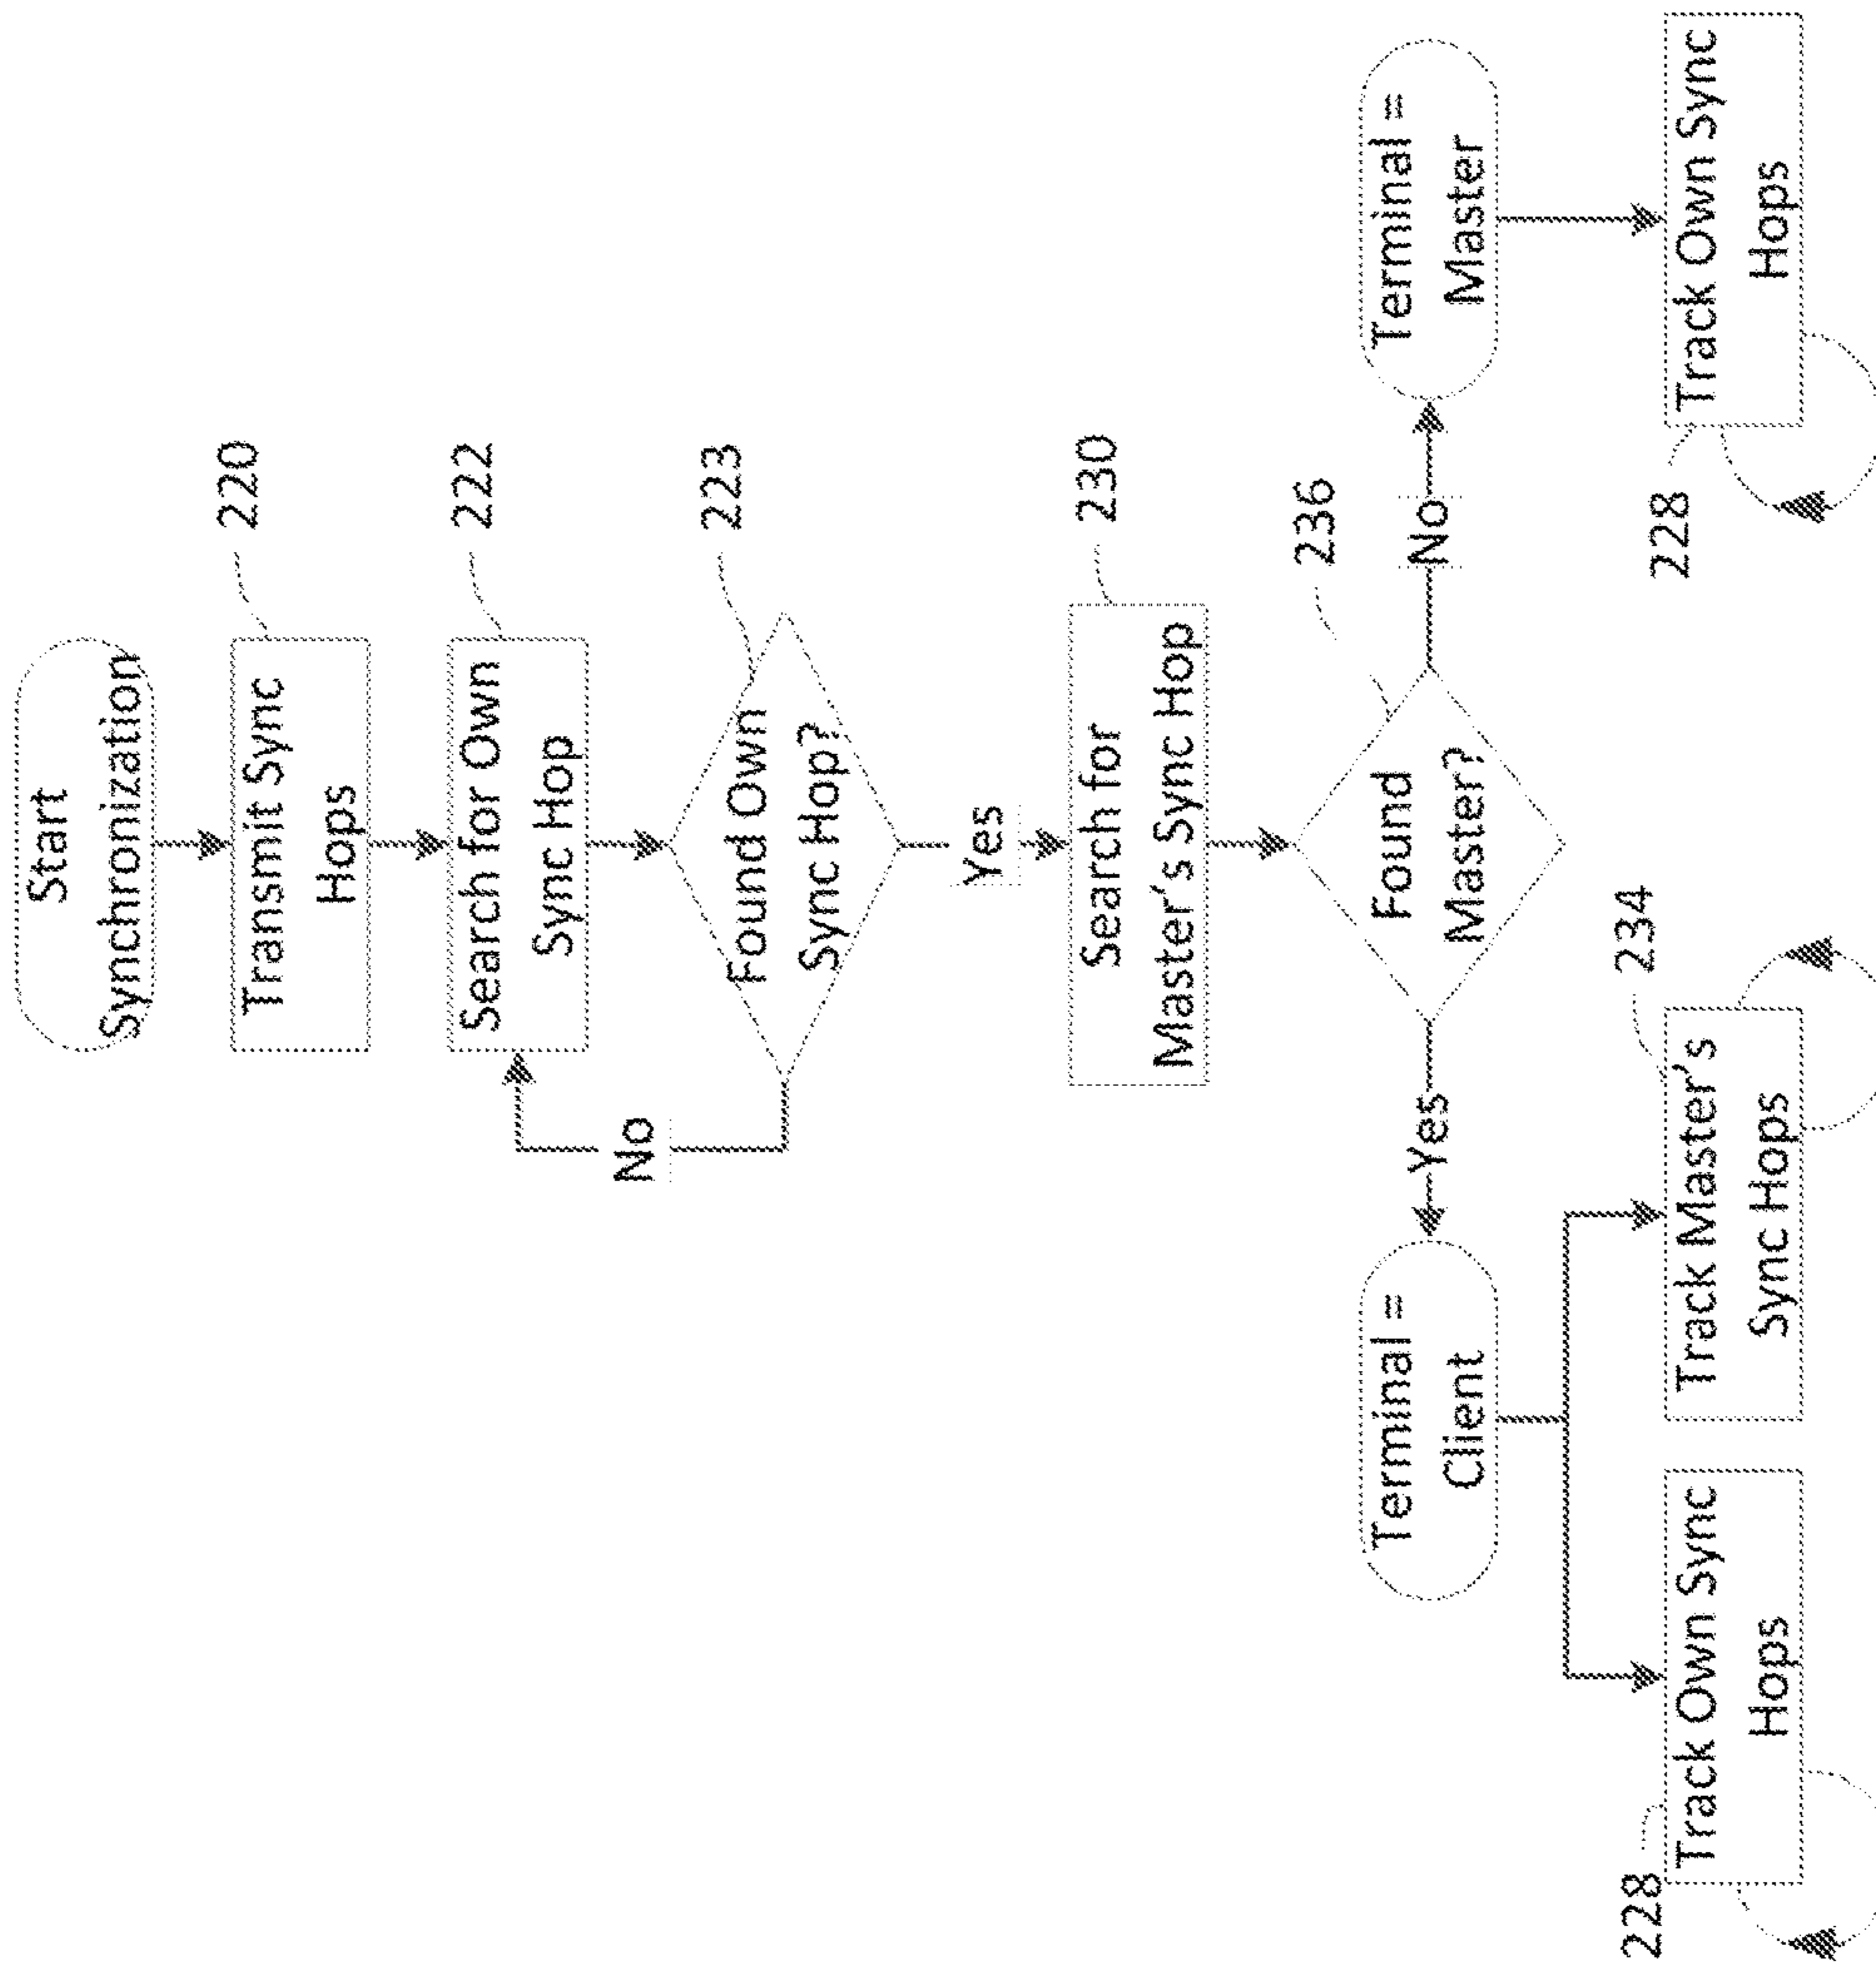 Start
Synchronization
220
Transmit Sync
Hops
222
Search for Own
Sync Hop
223
Found Own
Sync Hop?
No
Yes
230
Search for
Master's Sync Hop
236
Found
Master?
Yes
No
Terminal =
Client
Terminal =
Master
228
Track Own Sync
Hops
234
Track Master's
Sync Hops
228
Track Own Sync
Hops